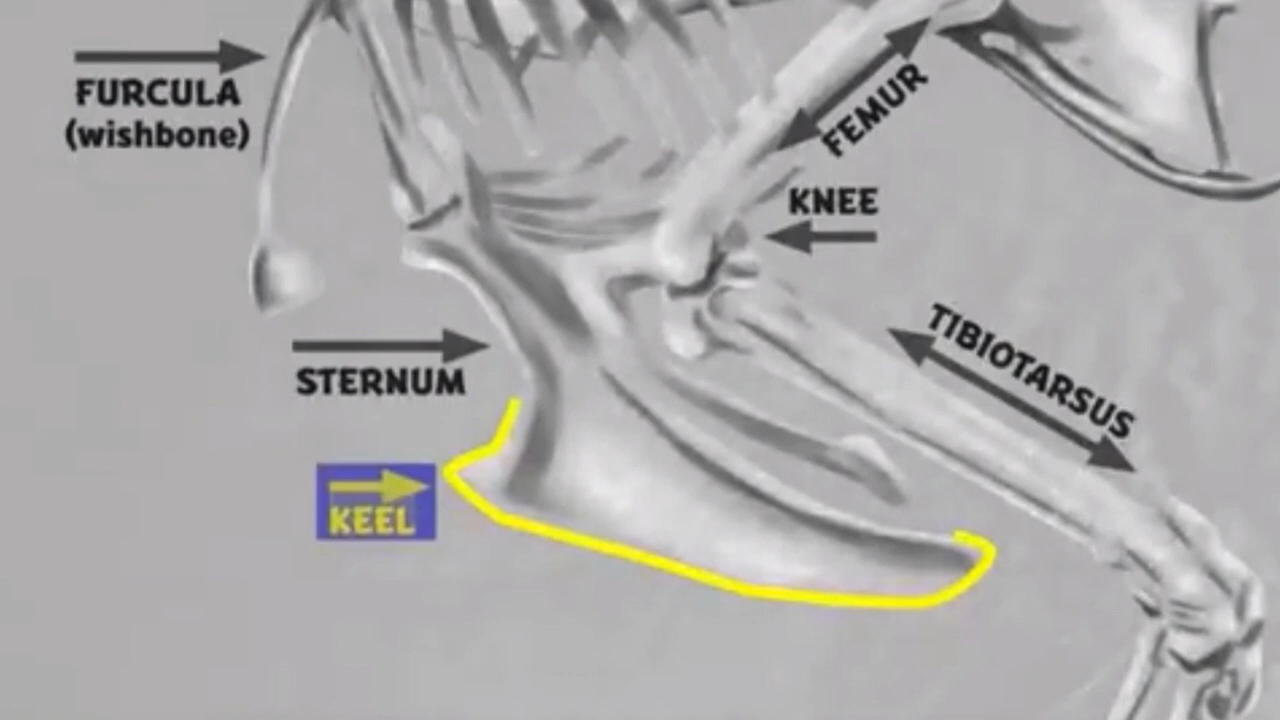 FURCULA
(wishbone)
FEMUR
KNEE
TIBIOTARSUS
STERNUM
KEEL